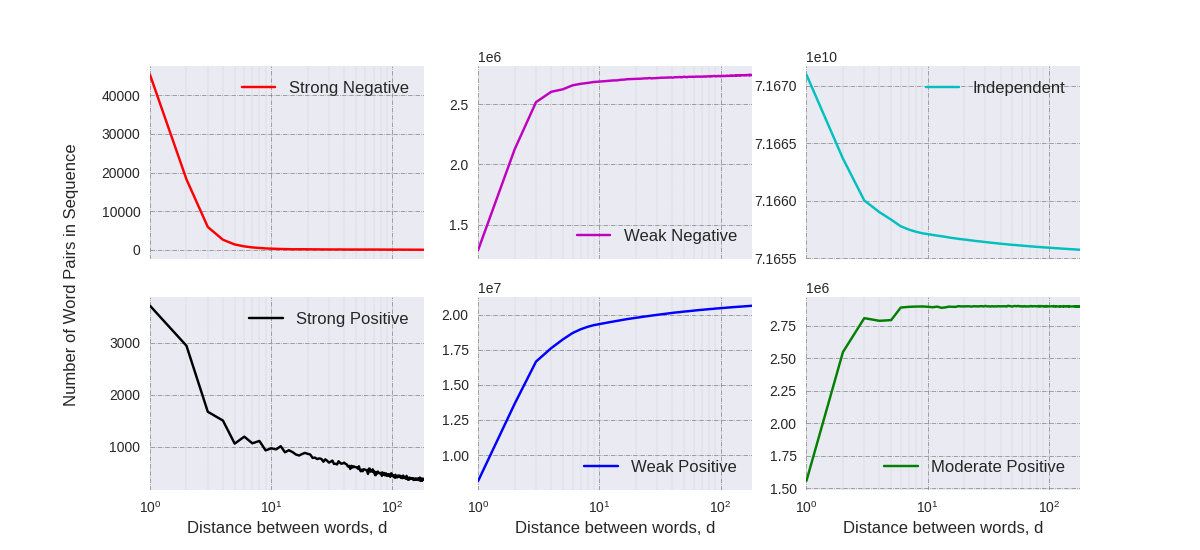 1e6
1e10
Strong Negative
Independent
7.1670
40000
2.5
7.1665
30000
2.0
20000
7.1660
10000
1.5
Weak Negative
0
7.1655
Number of Word Pairs in Sequence
1e7
1e6
Strong Positive
2.00
2.75
3000
1.75
2.50
1.50
2.25
2000
1.25
2.00
1000
1.00
1.75
Weak Positive
Moderate Positive
1.50
10⁰ 10¹ 10² 10⁰ 10¹ 10² 10⁰ 10¹ 10²
Distance between words, d Distance between words, d Distance between words, d